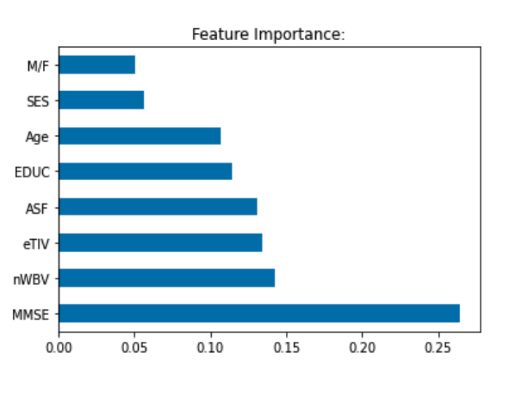 Feature Importance:
M/F
SES
Age
EDUC
ASF
eTIV
nWBV
MMSE
0.00 0.05 0.10 0.15 0.20 0.25